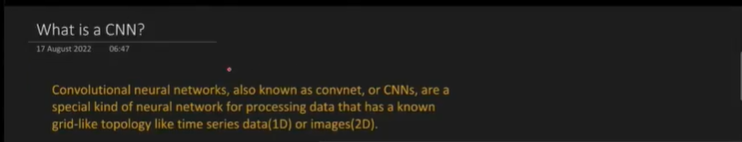 What is a CNN?
17 August 2022 06:47
Convolutional neural networks, also known as convnet, or CNNs, are a
special kind of neural network for processing data that has a known
grid-like topology like time series data(1D) or images(2D).